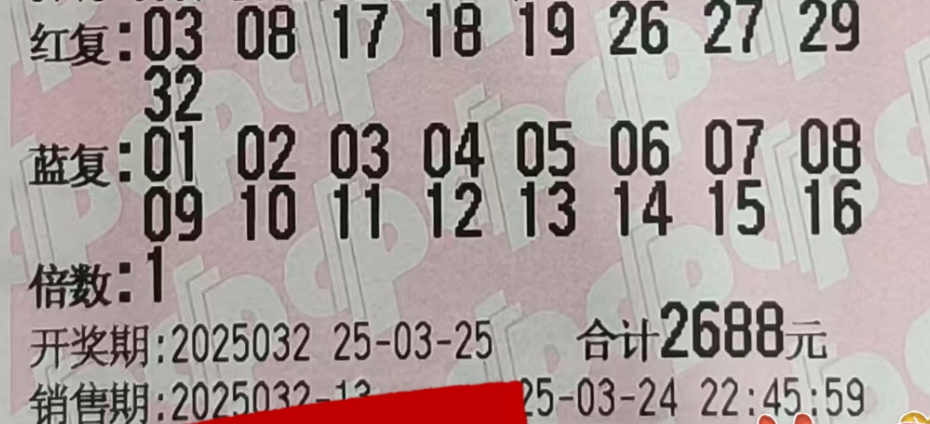 红复:03 08 17 18 19 26 27 29
32
蓝复:01 02 03 04 05 06 07 08
09 10 11 12 13 14 15 16
倍数:1
开奖期:2025032 25-03-25 合计2688元
销售期:2025032-13 25-03-24 22:45:59